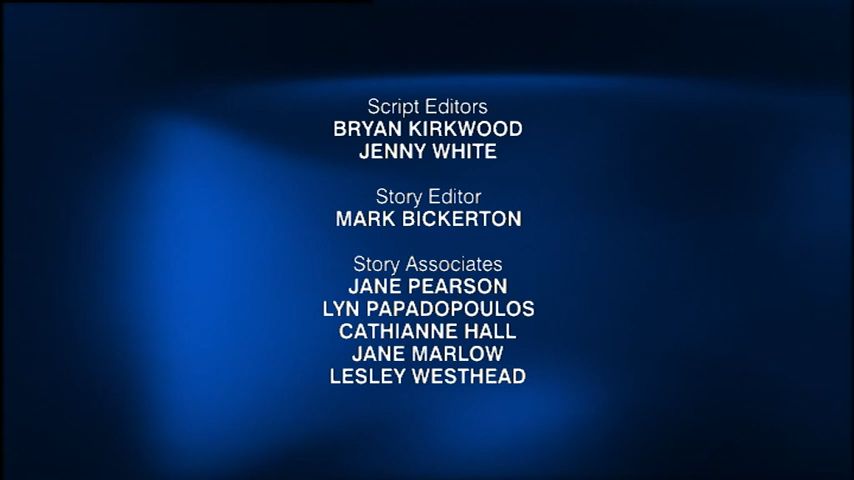 Script Editors
BRYAN KIRKWOOD
JENNY WHITE
Story Editor
MARK BICKERTON
Story Associates
JANE PEARSON
LYN PAPADOPOULOS
CATHIANNE HALL
JANE MARLOW
LESLEY WESTHEAD